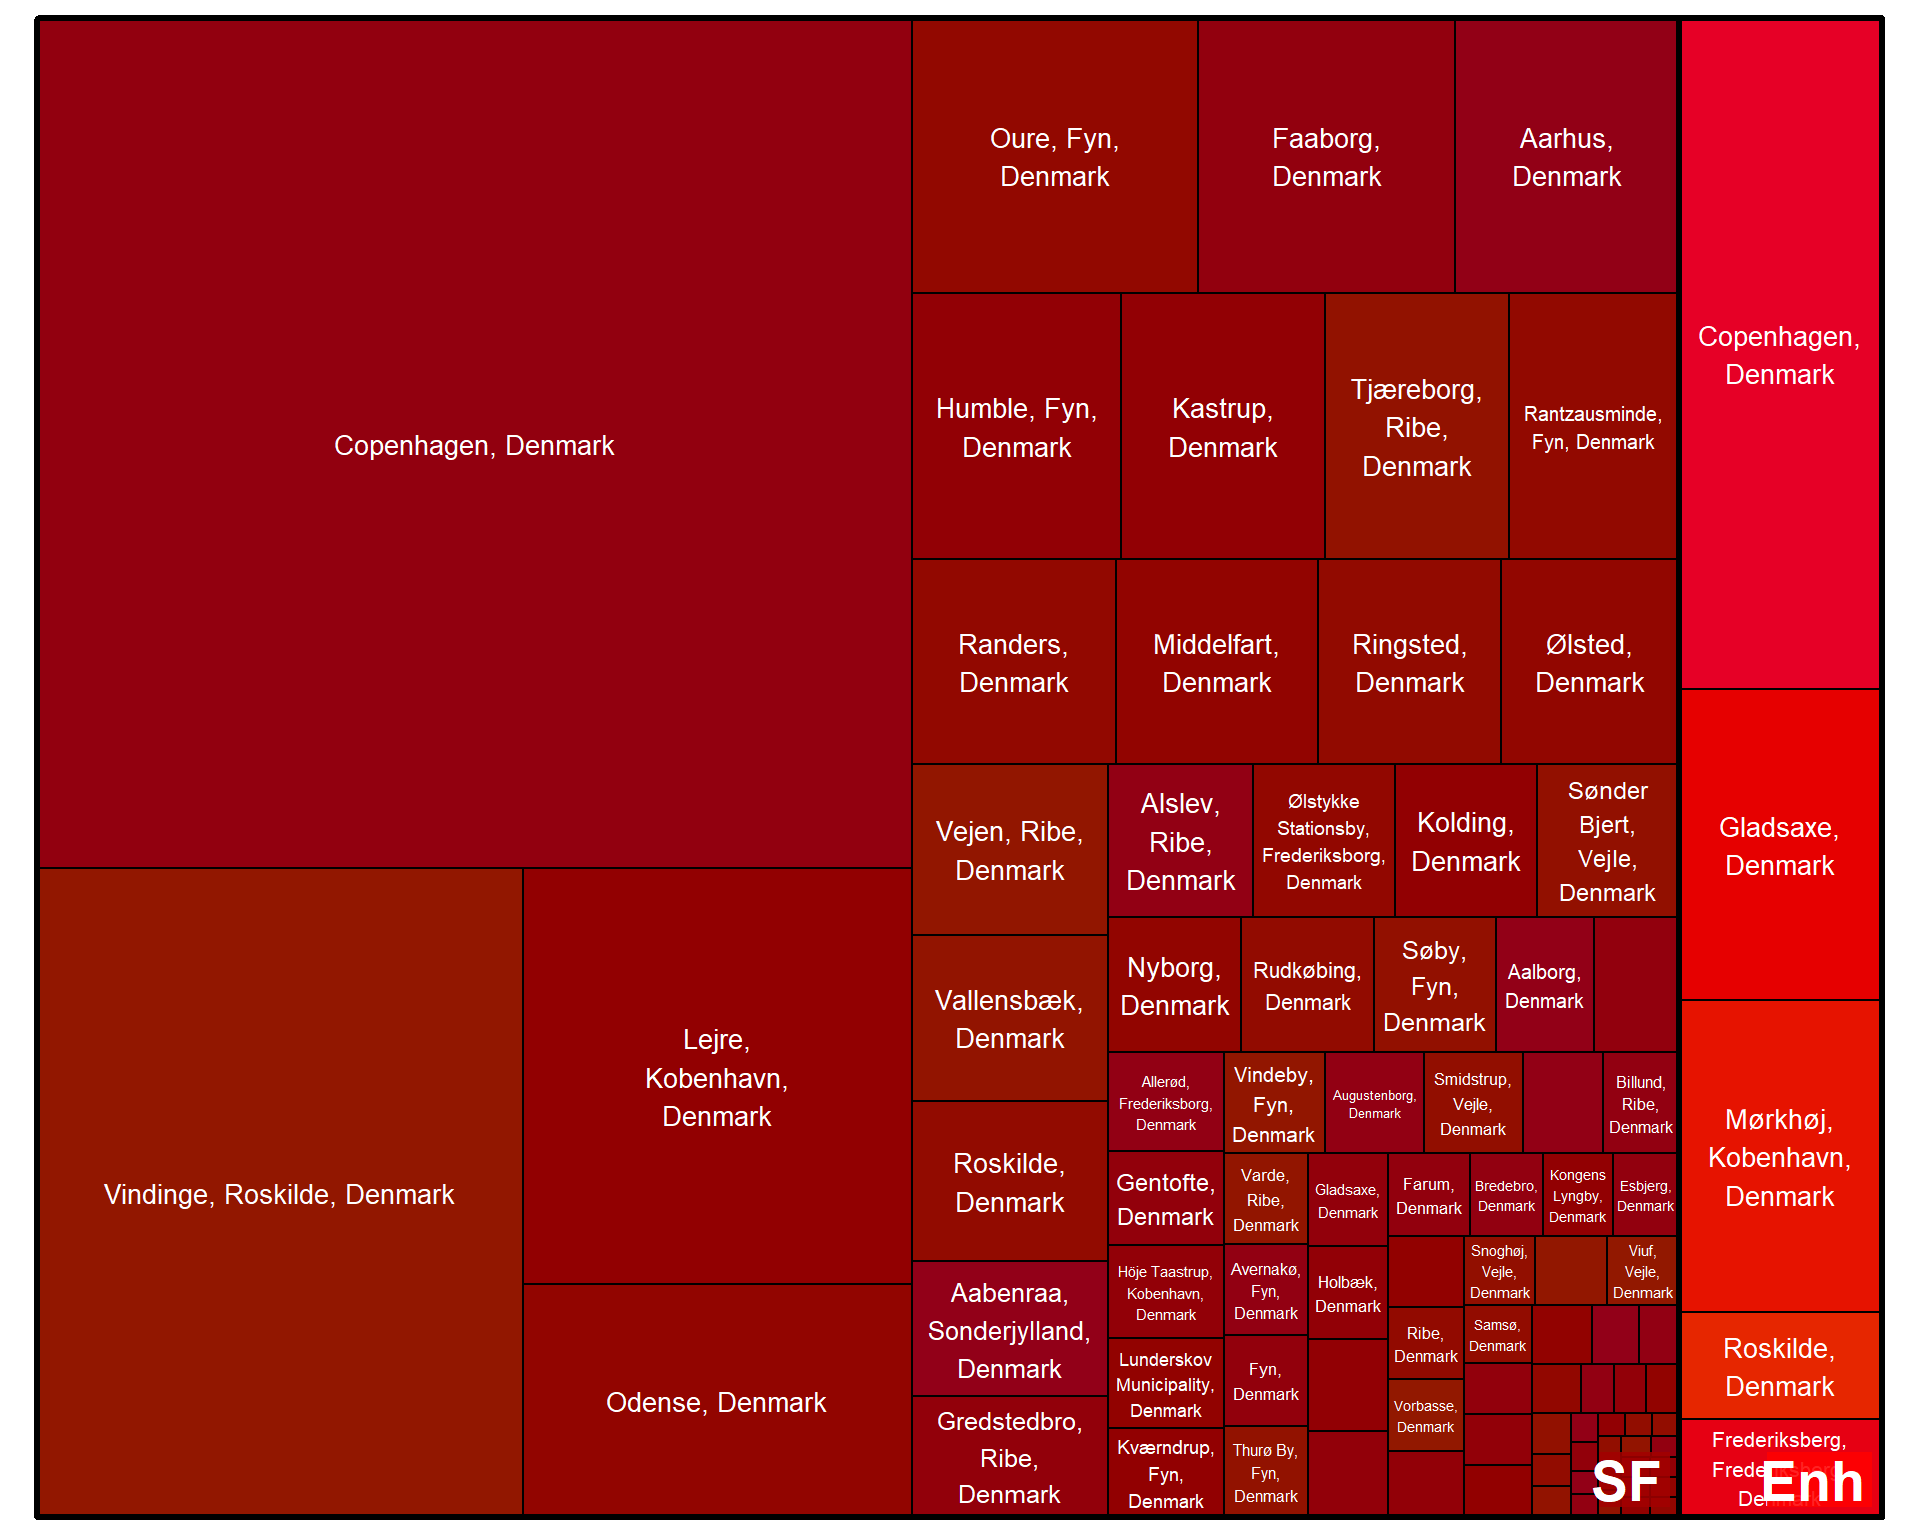 Copenhagen, Denmark
Vindinge, Roskilde, Denmark
Lejre,
Kobenhavn,
Denmark
Odense, Denmark
Oure, Fyn,
Denmark
Faaborg,
Denmark
Aarhus,
Denmark
Humble, Fyn,
Denmark
Kastrup,
Denmark
Tjæreborg,
Ribe,
Denmark
Rantzausminde,
Fyn, Denmark
Randers,
Denmark
Middelfart,
Denmark
Ringsted,
Denmark
Ølsted,
Denmark
Vejen, Ribe,
Denmark
Vallensbæk,
Denmark
Roskilde,
Denmark
Aabenraa,
Sonderjylland,
Denmark
Gredstedbro,
Ribe,
Denmark
Alslev,
Ribe,
Denmark
Ølstykke
Stationsby,
Frederiksborg,
Denmark
Kolding,
Denmark
Sønder
Bjert,
Vejle,
Denmark
Nyborg,
Denmark
Rudkøbing,
Denmark
Søby,
Fyn,
Denmark
Aalborg,
Denmark
Allerød,
Frederiksborg,
Denmark
Vindeby,
Fyn,
Denmark
Augustenborg,
Denmark
Smidstrup,
Vejle,
Denmark
Billund,
Ribe,
Denmark
Gentofte,
Denmark
Varde,
Ribe,
Denmark
Gladsaxe,
Denmark
Farum,
Denmark
Bredebro,
Denmark
Kongens
Lyngby,
Denmark
Esbjerg,
Denmark
Höje Taastrup,
Kobenhavn,
Denmark
Avernakø,
Fyn,
Denmark
Holbæk,
Denmark
Snoghøj,
Vejle,
Denmark
Viuf,
Vejle,
Denmark
Ribe,
Denmark
Samsø,
Denmark
Lunderskov
Municipality,
Denmark
Fyn,
Denmark
Vorbasse,
Denmark
Kværndrup,
Fyn,
Denmark
Thurø By,
Fyn,
Denmark
SF
Copenhagen,
Denmark
Gladsaxe,
Denmark
Mørkhøj,
Kobenhavn,
Denmark
Roskilde,
Denmark
Frederiksberg,
Frederiksberg,
Denmark
Enh